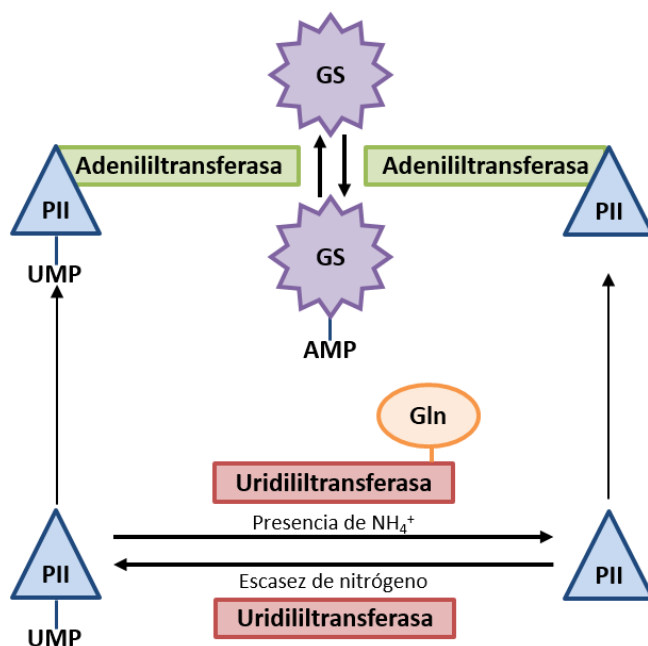 GS
Adenililtransferasa
Adenililtransferasa
PII
PII
GS
UMP
AMP
Gln
Uridililtransferasa
Presencia de NH₄⁺
PII
PII
Escasez de nitrógeno
Uridililtransferasa
UMP